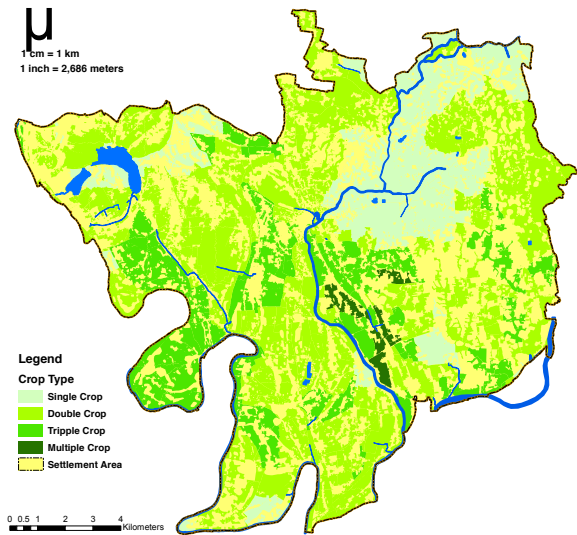 µ
1 cm = 1 km
1 inch = 2,686 meters
Legend
Crop Type
Single Crop
Double Crop
Tripple Crop
Multiple Crop
Settlement Area
0 0.5 1 2 3 4 Kilometers